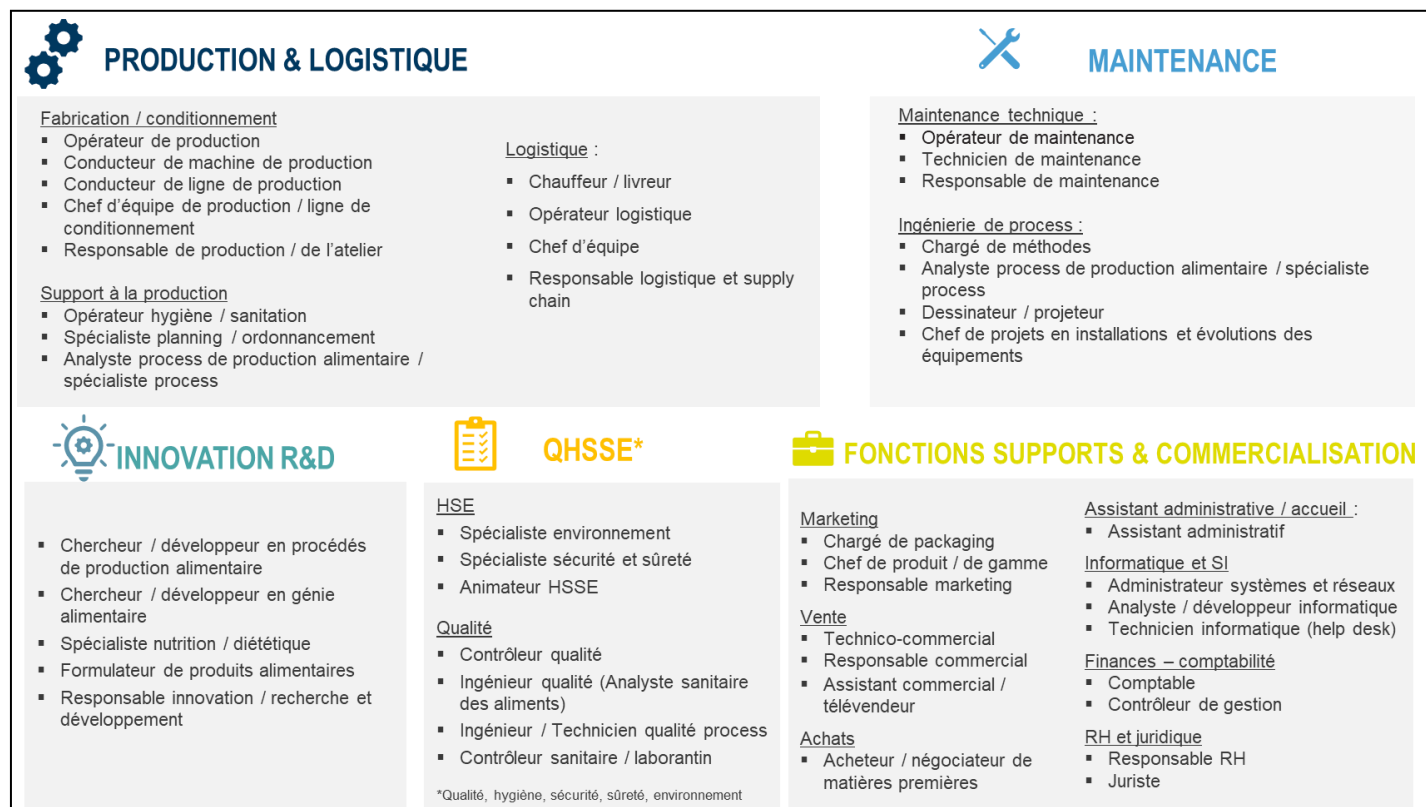 PRODUCTION & LOGISTIQUE
Fabrication / conditionnement
▪ Opérateur de production
▪ Conducteur de machine de production
▪ Conducteur de ligne de production
▪ Chef d'équipe de production / ligne de
conditionnement
▪ Responsable de production / de l'atelier
Support à la production
▪ Opérateur hygiène / sanitation
▪ Spécialiste planning / ordonnancement
▪ Analyste process de production alimentaire /
spécialiste process
Logistique :
▪ Chauffeur / livreur
▪ Opérateur logistique
▪ Chef d'équipe
▪ Responsable logistique et supply
chain
MAINTENANCE
Maintenance technique :
▪ Opérateur de maintenance
▪ Technicien de maintenance
▪ Responsable de maintenance
Ingénierie de process :
▪ Chargé de méthodes
▪ Analyste process de production alimentaire / spécialiste
process
▪ Dessinateur / projeteur
▪ Chef de projets en installations et évolutions des
équipements
INNOVATION R&D
▪ Chercheur / développeur en procédés
de production alimentaire
▪ Chercheur / développeur en génie
alimentaire
▪ Spécialiste nutrition / diététique
▪ Formulateur de produits alimentaires
▪ Responsable innovation / recherche et
développement
QHSSE*
HSE
▪ Spécialiste environnement
▪ Spécialiste sécurité et sûreté
▪ Animateur HSSE
Qualité
▪ Contrôleur qualité
▪ Ingénieur qualité (Analyste sanitaire
des aliments)
▪ Ingénieur / Technicien qualité process
▪ Contrôleur sanitaire / laborantin
*Qualité, hygiène, sécurité, sûreté, environnement
FONCTIONS SUPPORTS & COMMERCIALISATION
Marketing
▪ Chargé de packaging
▪ Chef de produit / de gamme
▪ Responsable marketing
Vente
▪ Technico-commercial
▪ Responsable commercial
▪ Assistant commercial /
télévendeur
Achats
▪ Acheteur / négociateur de
matières premières
Assistant administrative / accueil :
▪ Assistant administratif
Informatique et SI
▪ Administrateur systèmes et réseaux
▪ Analyste / développeur informatique
▪ Technicien informatique (help desk)
Finances – comptabilité
▪ Comptable
▪ Contrôleur de gestion
RH et juridique
▪ Responsable RH
▪ Juriste